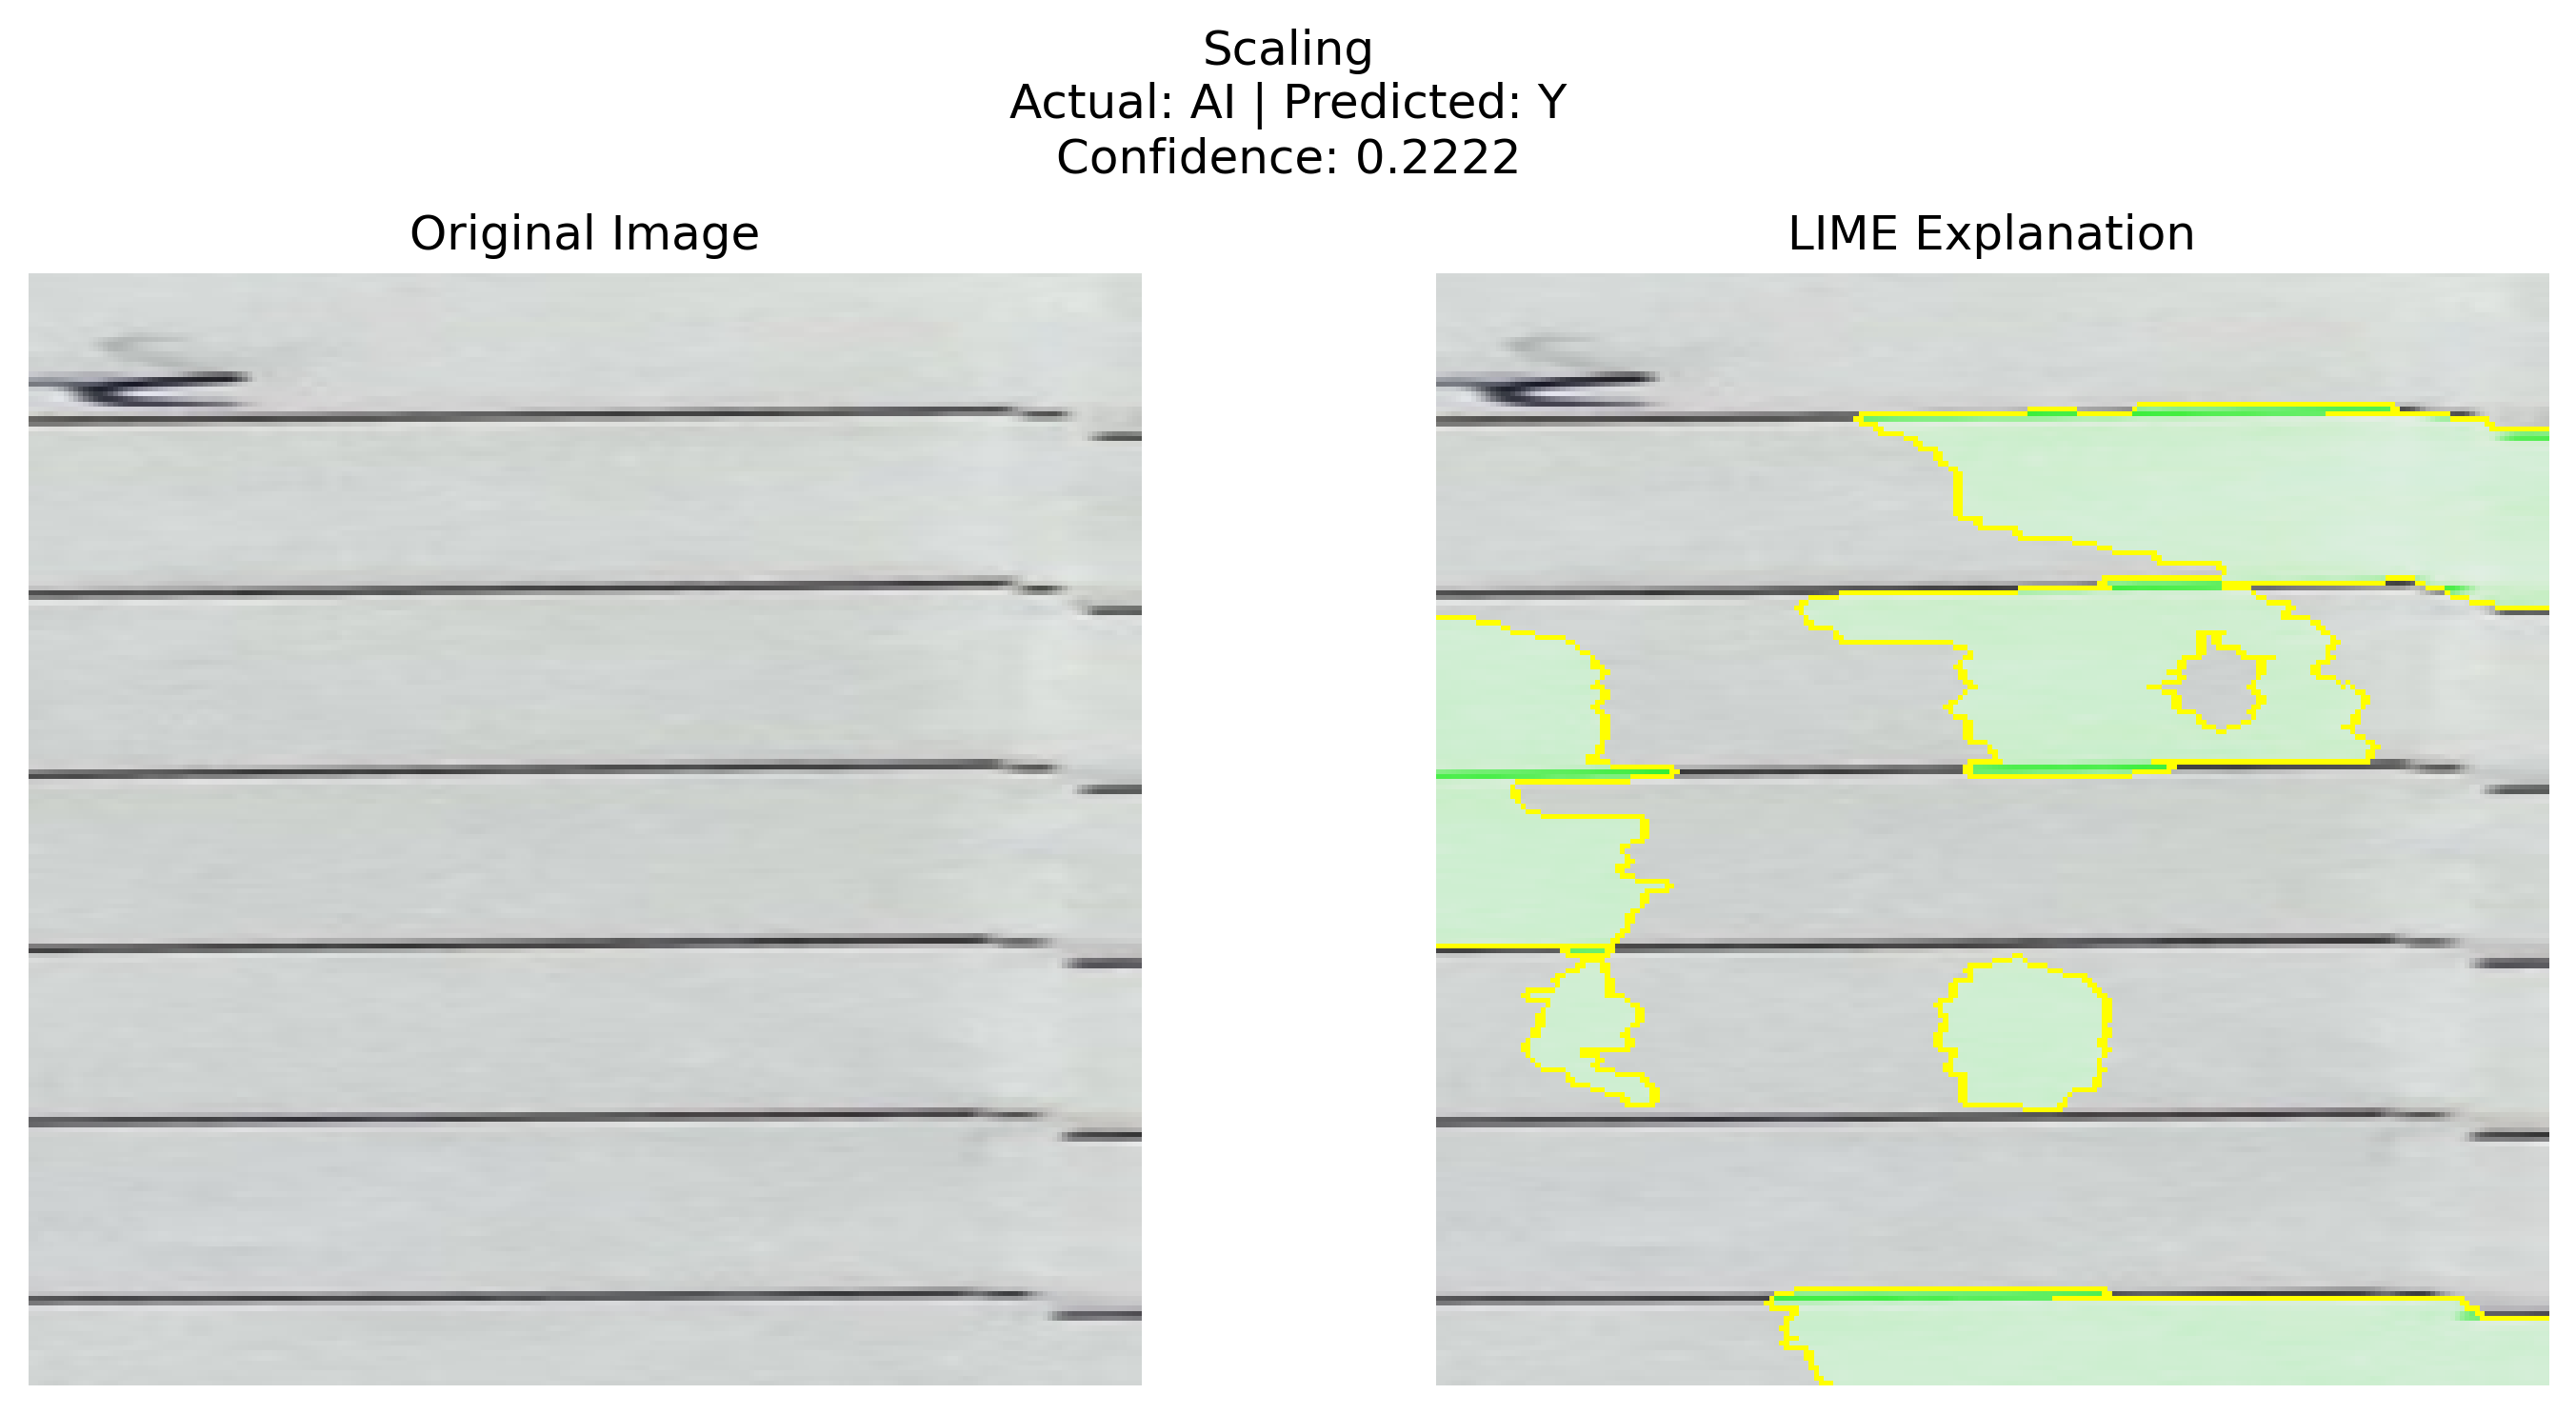 Scaling
Actual: AI | Predicted: Y
Confidence: 0.2222
Original Image
LIME Explanation